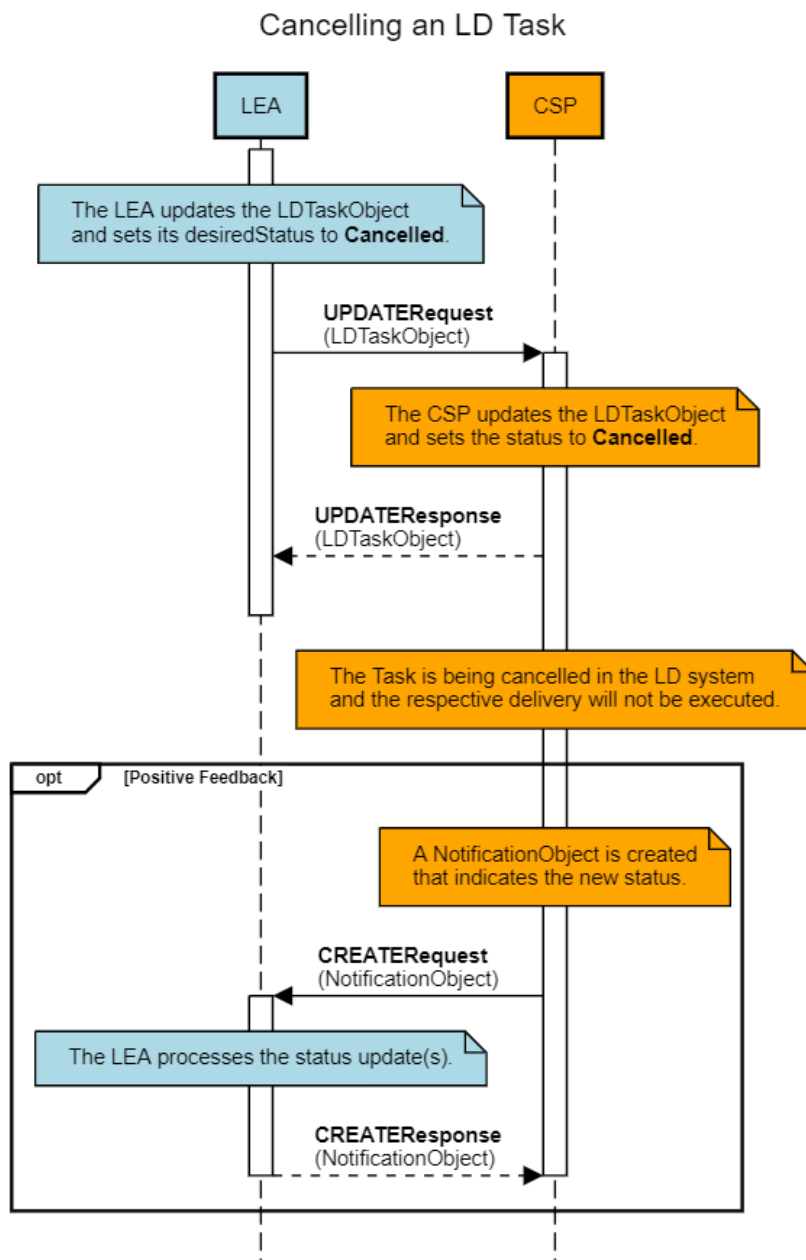 Cancelling an LD Task
LEA
CSP
The LEA updates the LDTaskObject
and sets its desiredStatus to Cancelled.
UPDATERequest
(LDTaskObject)
The CSP updates the LDTaskObject
and sets the status to Cancelled.
UPDATEResponse
(LDTaskObject)
The Task is being cancelled in the LD system
and the respective delivery will not be executed.
opt
[Positive Feedback]
A NotificationObject is created
that indicates the new status.
CREATERequest
(NotificationObject)
The LEA processes the status update(s).
CREATEResponse
(NotificationObject)